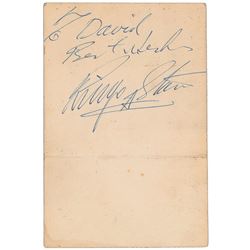 To David
Best Wishes
Ringo Starr